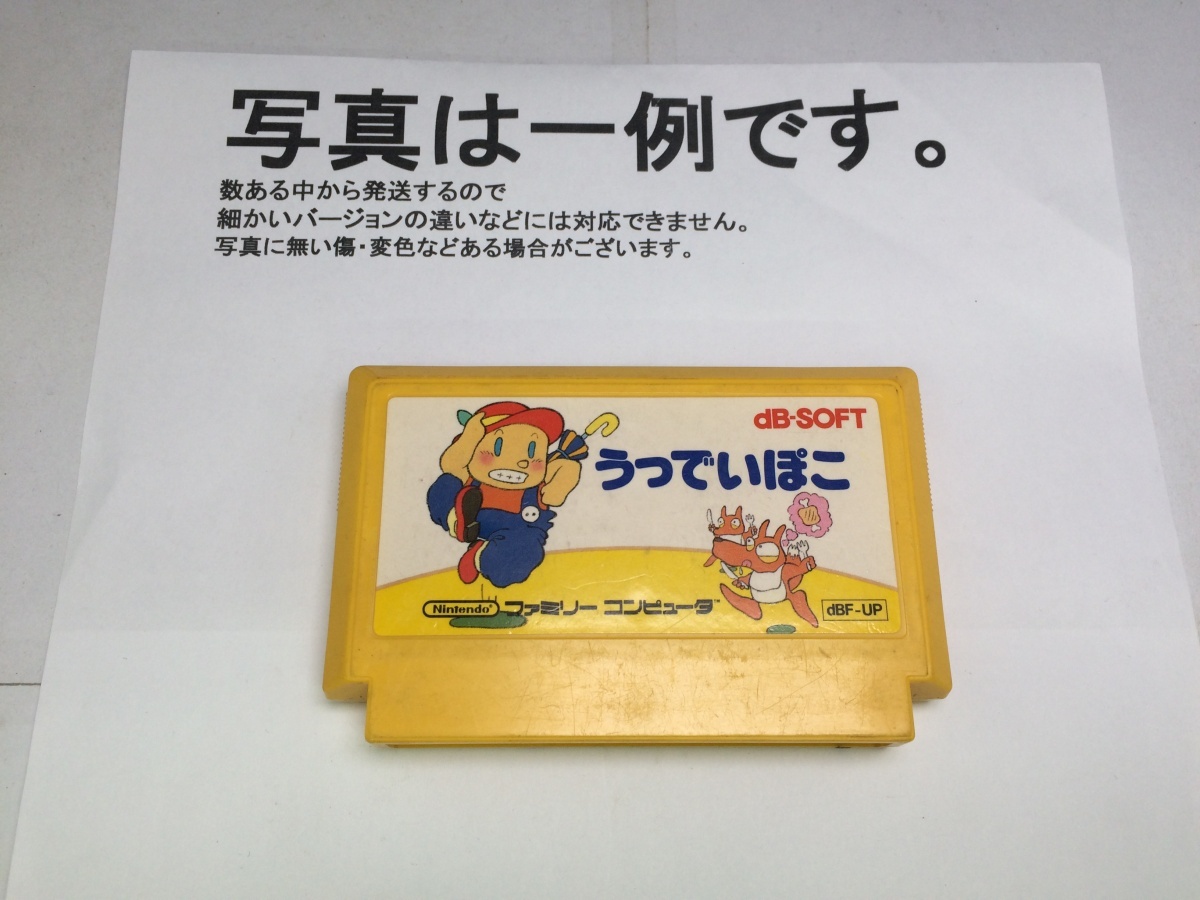 写真は一例です。
数ある中から発送するので
細かいバージョンの違いなどには対応できません。
写真に無い傷・変色などある場合がございます。
dB-SOFT
うっでいぽこ
Nintendo® ファミリー コンピュータ™
dBF-UP